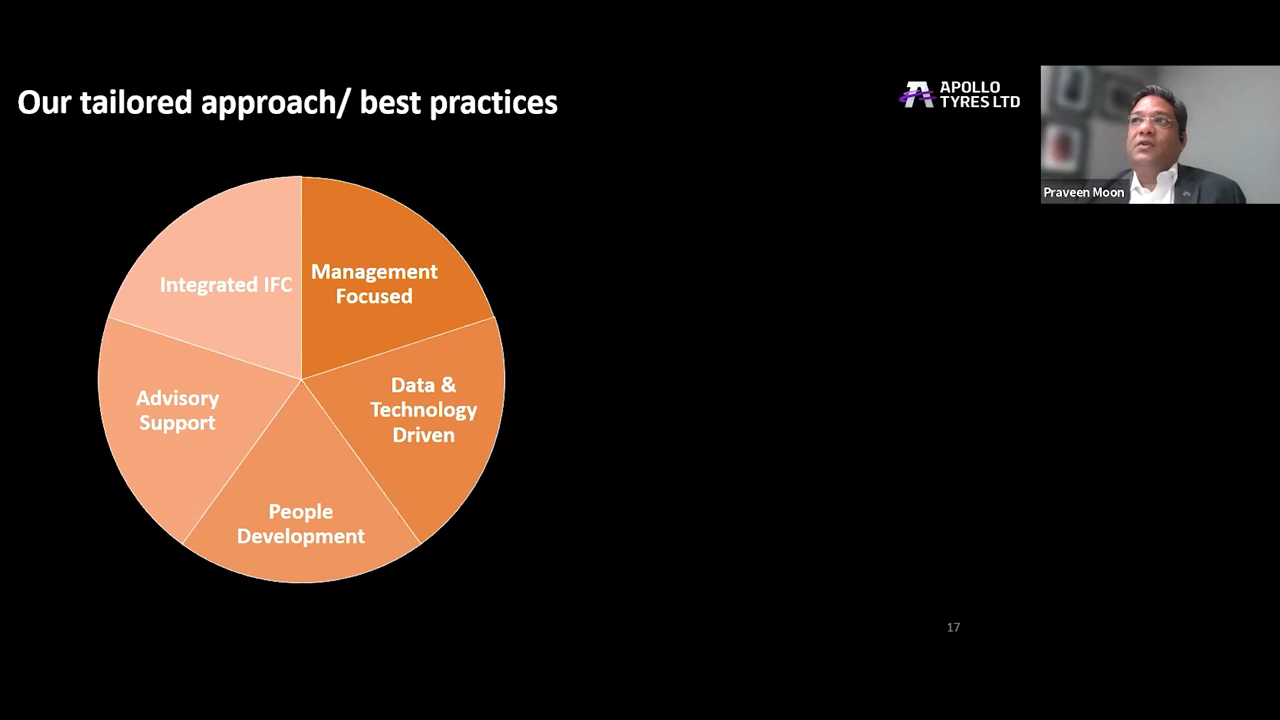 Our tailored approach/ best practices
APOLLO
TYRES LTD
Praveen Moon
Integrated IFC
Management
Focused
Data &
Technology
Driven
Advisory
Support
People
Development
17